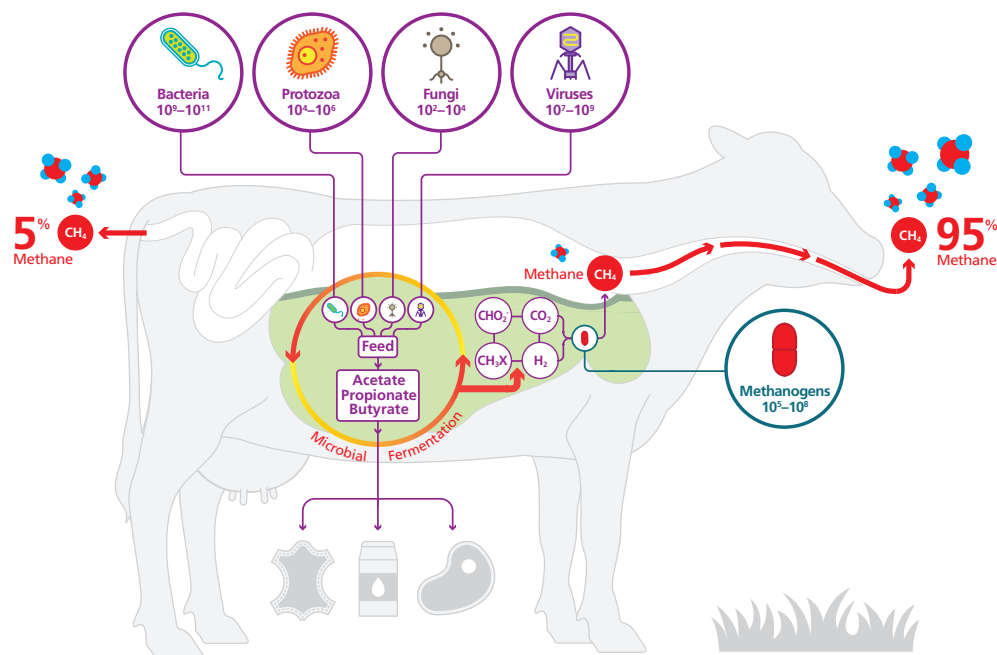 Bacteria
10⁹–10¹¹
Protozoa
10⁴–10⁶
Fungi
10²–10⁴
Viruses
10⁷–10⁹
5%
CH₄
Methane
Methane
CH₄
CH₄
95%
Methane
CHO₂⁻
CO₂
CH₃X
H₂
Feed
Acetate
Propionate
Butyrate
Microbial Fermentation
Methanogens
10⁵–10⁸